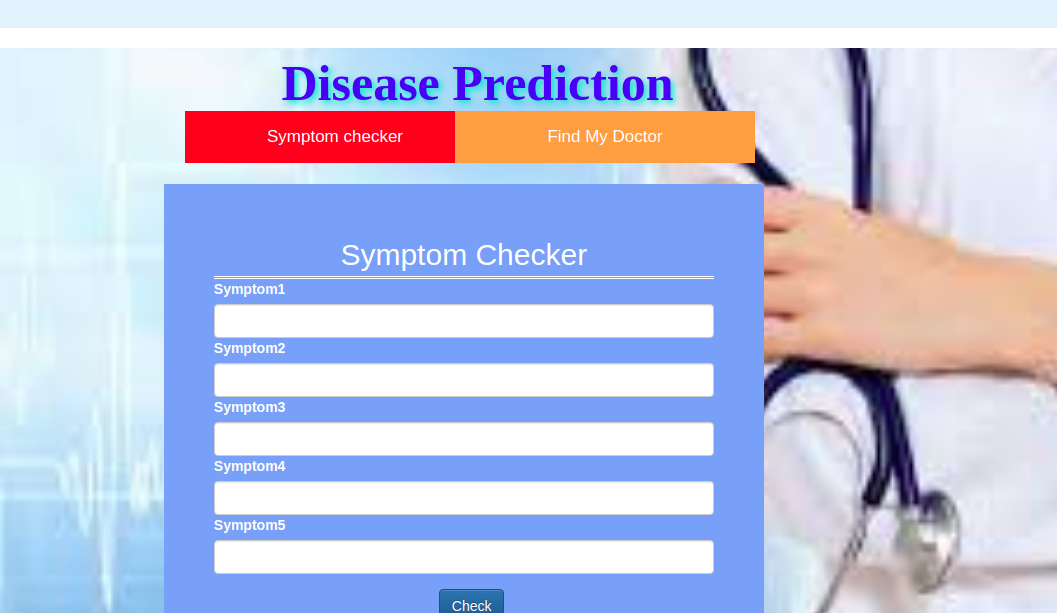 Disease Prediction
Symptom checker
Find My Doctor
Symptom Checker
Symptom1
Symptom2
Symptom3
Symptom4
Symptom5
Check